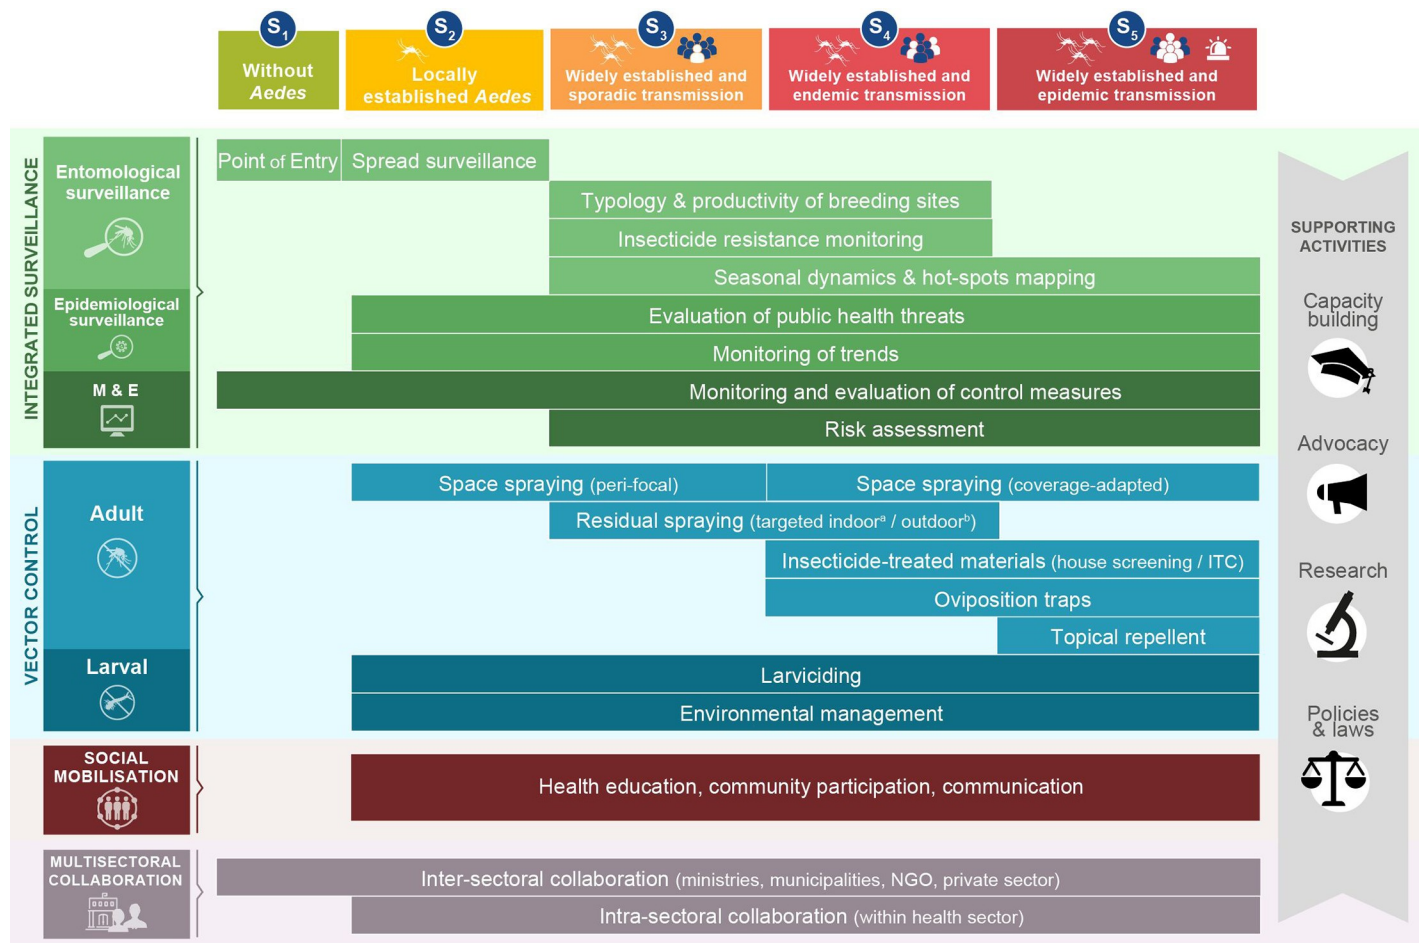 S1
S2
S3
S4
S5
Without
Aedes
Locally
established Aedes
Widely established and
sporadic transmission
Widely established and
endemic transmission
Widely established and
epidemic transmission
INTEGRATED SURVEILLANCE
Entomological
surveillance
Point of Entry
Spread surveillance
Typology & productivity of breeding sites
Insecticide resistance monitoring
Seasonal dynamics & hot-spots mapping
Epidemiological
surveillance
Evaluation of public health threats
Monitoring of trends
M & E
Monitoring and evaluation of control measures
Risk assessment
VECTOR CONTROL
Adult
Space spraying (peri-focal)
Space spraying (coverage-adapted)
Residual spraying (targeted indoorᵃ / outdoorᵇ)
Insecticide-treated materials (house screening / ITC)
Oviposition traps
Topical repellent
Larval
Larviciding
Environmental management
SOCIAL
MOBILISATION
Health education, community participation, communication
MULTISECTORAL
COLLABORATION
Inter-sectoral collaboration (ministries, municipalities, NGO, private sector)
Intra-sectoral collaboration (within health sector)
SUPPORTING
ACTIVITIES
Capacity
building
Advocacy
Research
Policies
& laws